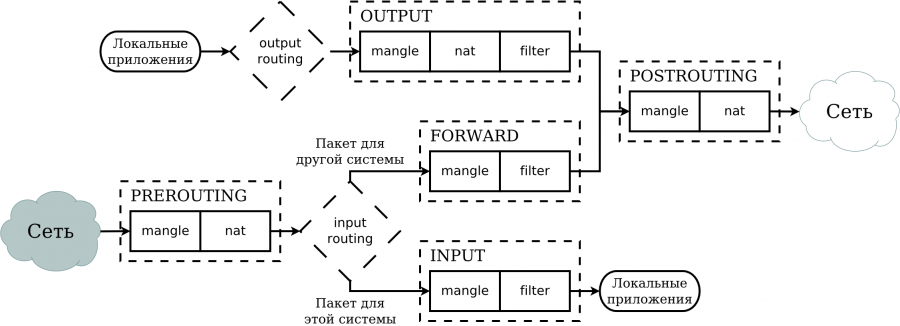 OUTPUT
Локальные
приложения
output
routing
mangle
nat
filter
POSTROUTING
mangle
nat
Сеть
Пакет для
другой системы
FORWARD
mangle
filter
PREROUTING
Сеть
mangle
nat
input
routing
INPUT
mangle
filter
Локальные
приложения
Пакет для
этой системы